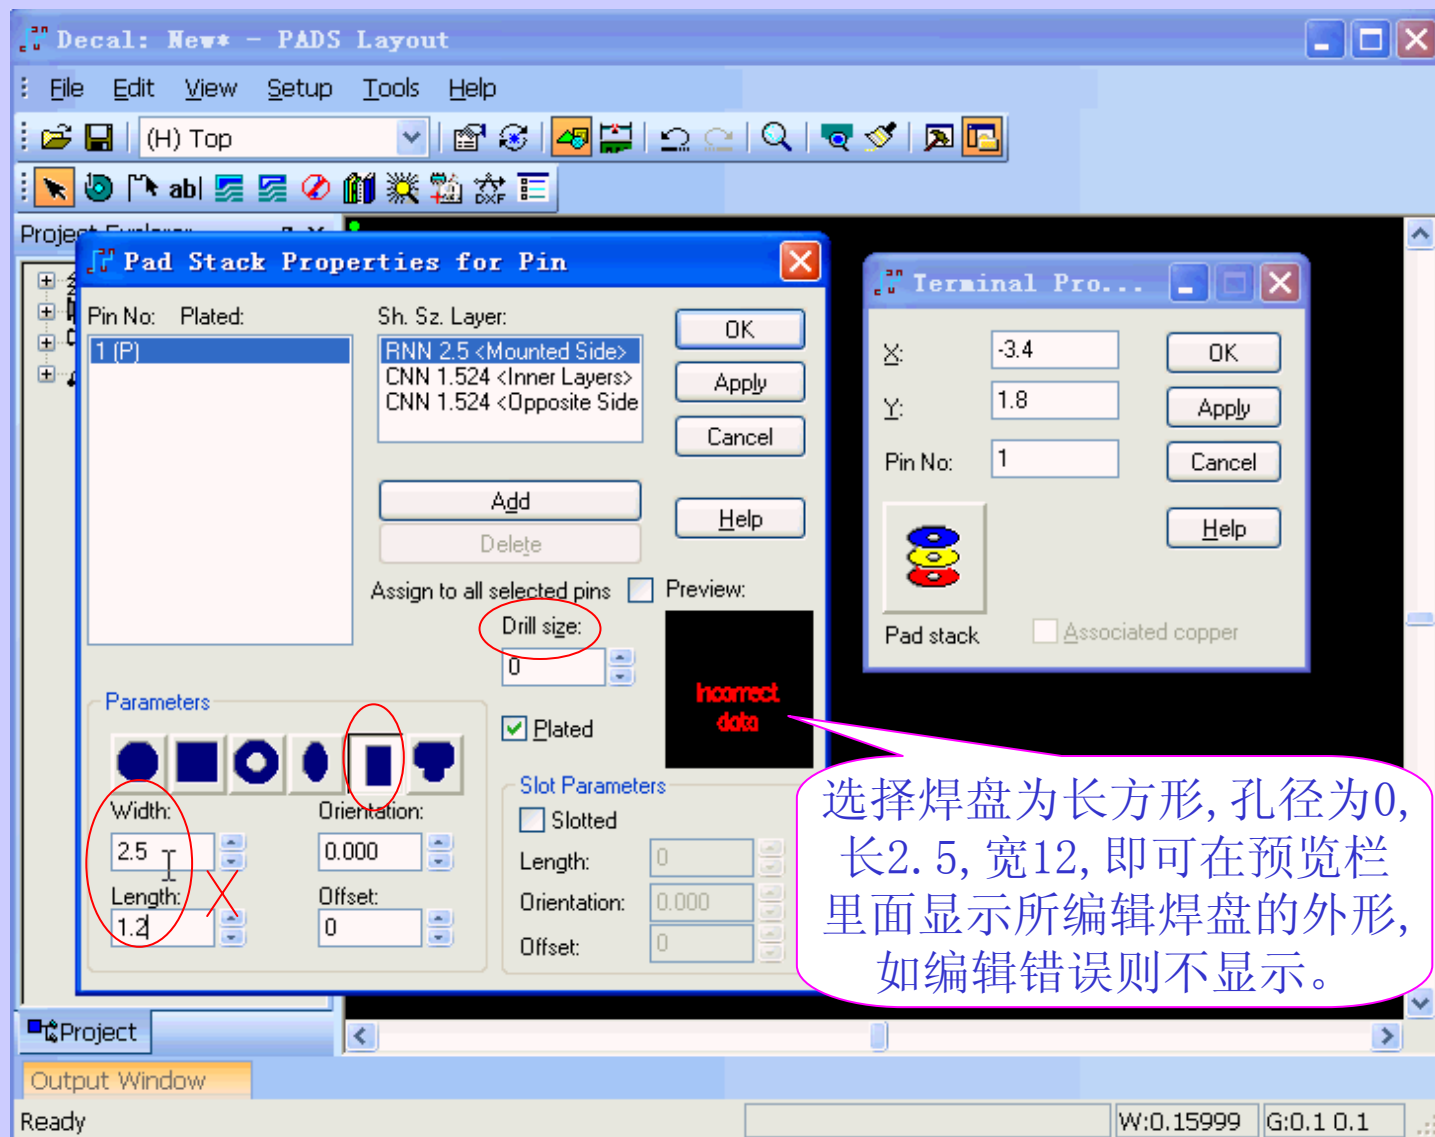 Decal: New* - PADS Layout
File Edit View Setup Tools Help
(H) Top
abl
DXF
Pad Stack Properties for Pin
Pin No: Plated:
1 (P)
Sh. Sz. Layer:
RNN 2.5 <Mounted Side>
CNN 1.524 <Inner Layers>
CNN 1.524 <Opposite Side
OK
Apply
Cancel
Add
Delete
Help
Assign to all selected pins
Preview:
Drill size:
0
Incorrect
data
Plated
Parameters
Width:
2.5
Orientation:
0.000
Length:
1.2
Offset:
0
Slot Parameters
Slotted
Length:
0
Orientation:
0.000
Offset:
0
Terminal Pro...
X:
-3.4
OK
Y:
1.8
Apply
Pin No:
1
Cancel
Help
Pad stack
Associated copper
选择焊盘为长方形,孔径为0,
长2.5,宽12,即可在预览栏
里面显示所编辑焊盘的外形,
如编辑错误则不显示。
Project
Output Window
Ready
W:0.15999
G:0.1 0.1